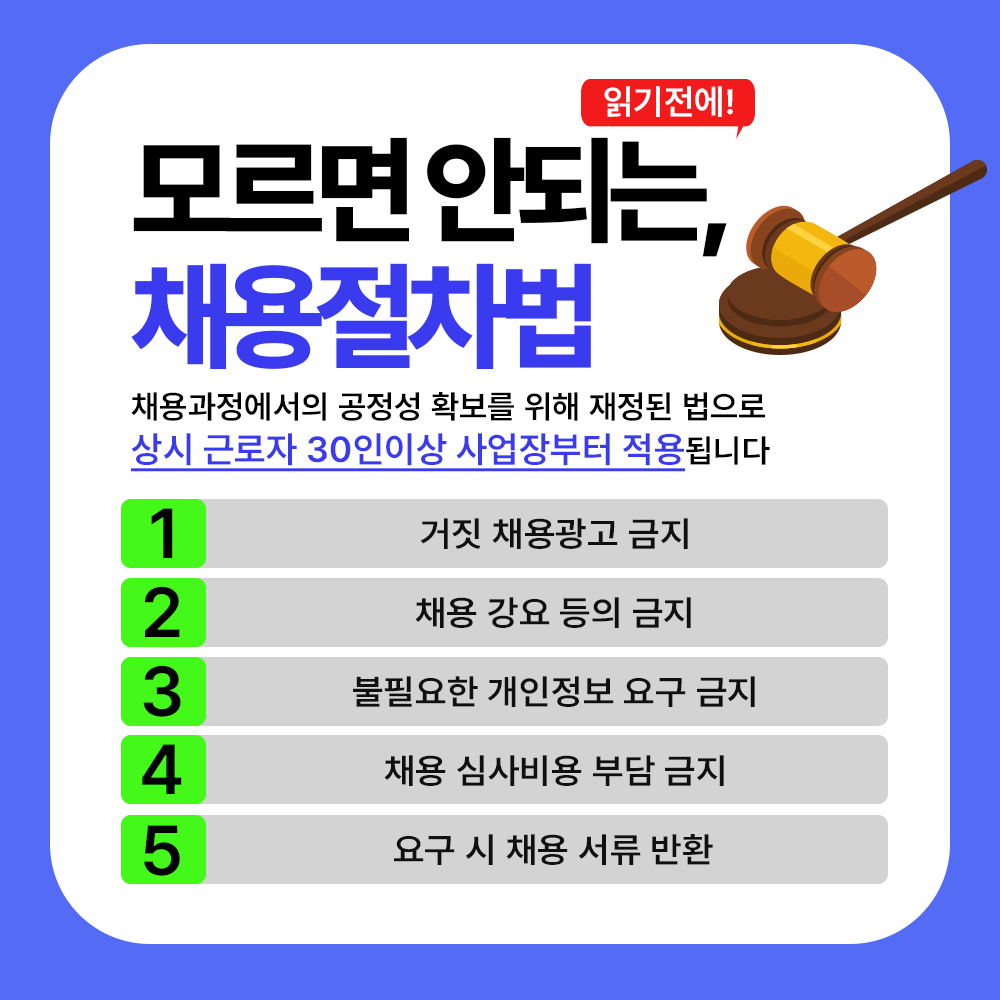 읽기전에!
모르면 안되는,
채용절차법
채용과정에서의 공정성 확보를 위해 재정된 법으로
상시 근로자 30인이상 사업장부터 적용됩니다
1 거짓 채용광고 금지
2 채용 강요 등의 금지
3 불필요한 개인정보 요구 금지
4 채용 심사비용 부담 금지
5 요구 시 채용 서류 반환